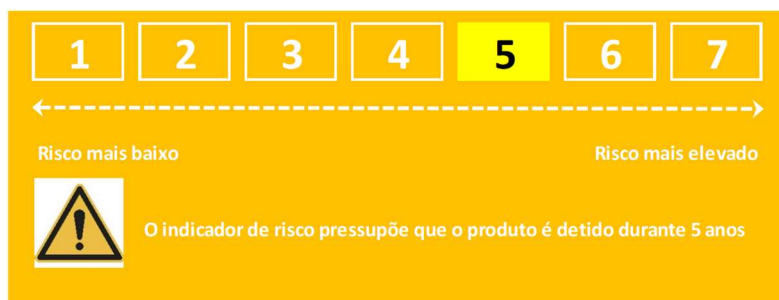 1 2 3 4 5 6 7
Risco mais baixo Risco mais elevado
O indicador de risco pressupõe que o produto é detido durante 5 anos